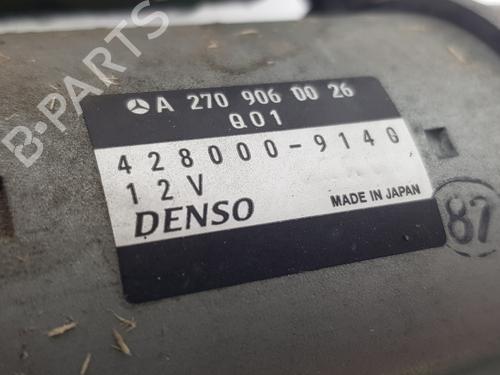 A 270 906 00 26
Q01
428000-9140
12V
DENSO
MADE IN JAPAN
87
B-PARTS